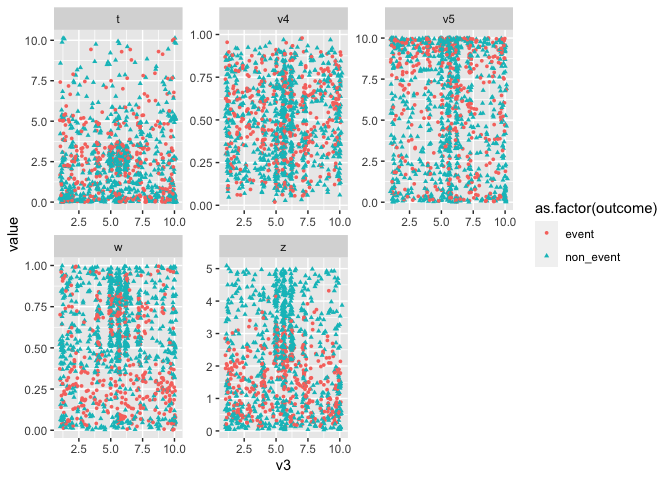 t
v4
v5
10.0
7.5
5.0
2.5
0.0
1.00
0.75
0.50
0.25
0.00
10.0
7.5
5.0
2.5
0.0
2.5 5.0 7.5 10.0
2.5 5.0 7.5 10.0
2.5 5.0 7.5 10.0
value
as.factor(outcome)
event
non_event
w
z
1.00
0.75
0.50
0.25
0.00
5
4
3
2
1
0
2.5 5.0 7.5 10.0
2.5 5.0 7.5 10.0
v3